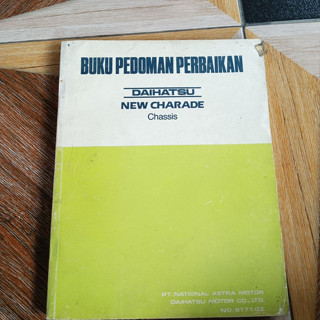 BUKU PEDOMAN PERBAIKAN
DAIHATSU
NEW CHARADE
Chassis
PT. NATIONAL ASTRA MOTOR
DAIHATSU MOTOR CO., LTD.